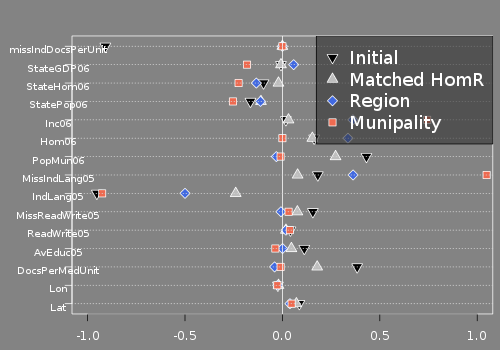 missIndDocsPerUnit
StateGDP06
StateHom06
StatePop06
Inc06
Hom06
PopMun06
MissIndLang05
IndLang05
MissReadWrite05
ReadWrite05
AvEduc05
DocsPerMedUnit
Lon
Lat
Initial
Matched HomR
Region
Munipality
-1.0 -0.5 0.0 0.5 1.0